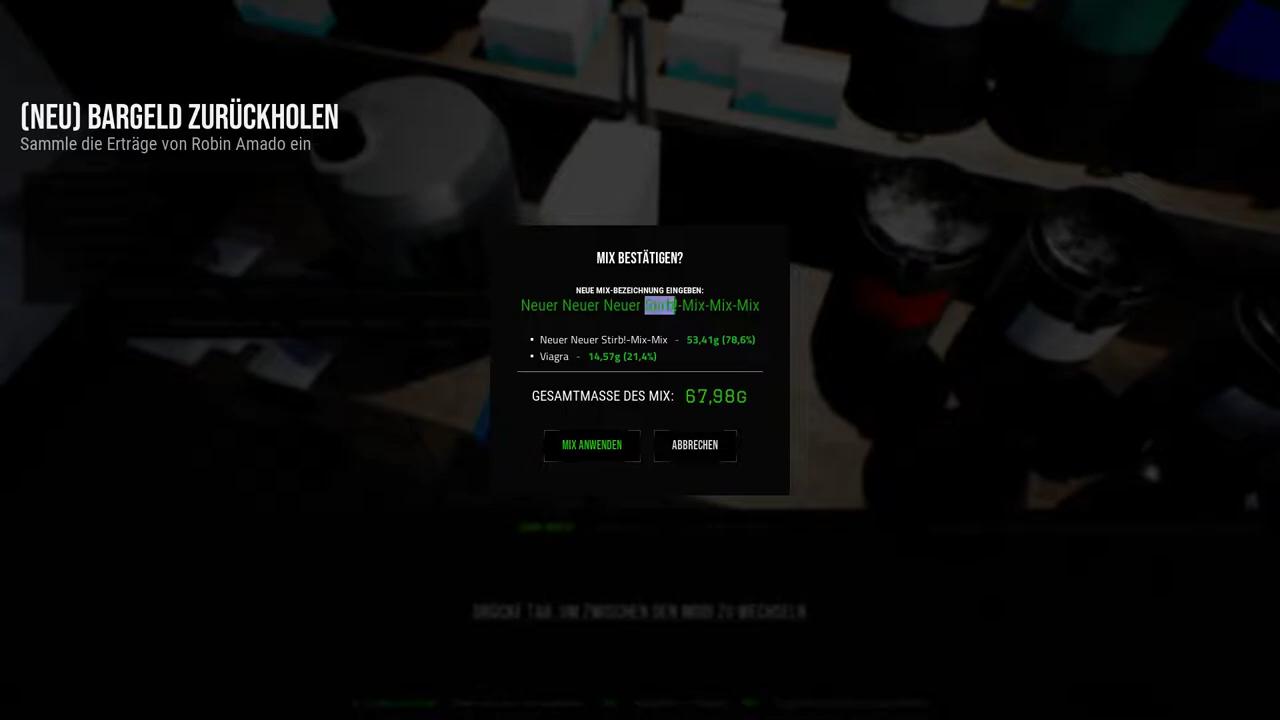 (NEU) BARGELD ZURÜCKHOLEN
Sammle die Erträge von Robin Amado ein
MIX BESTÄTIGEN?
NEUE MIX-BEZEICHNUNG EINGEBEN:
Neuer Neuer Neuer Stirb!-Mix-Mix-Mix
• Neuer Neuer Stirb!-Mix-Mix - 53,41g (78,6%)
• Viagra - 14,57g (21,4%)
GESAMTMASSE DES MIX: 67,98G
MIX ANWENDEN
ABBRECHEN
DRÜCKE TAB, UM ZWISCHEN DEN MODI ZU WECHSELN